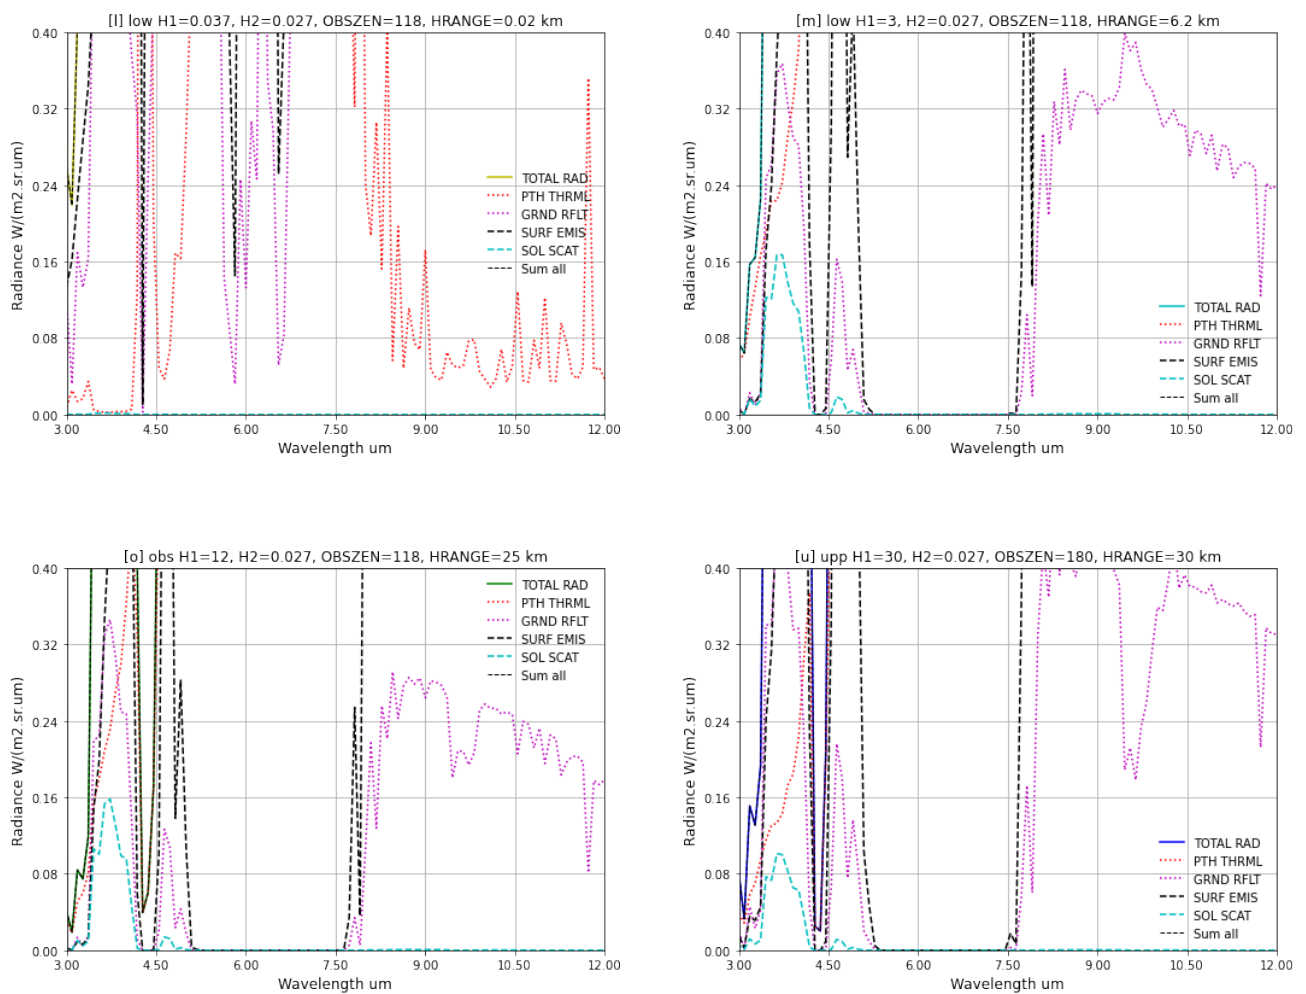 [l] low H1=0.037, H2=0.027, OBSZEN=118, HRANGE=0.02 km
0.40
0.32
0.24
0.16
0.08
0.00
Radiance W/(m2.sr.um)
3.00 4.50 6.00 7.50 9.00 10.50 12.00
Wavelength um
TOTAL RAD
PTH THRML
GRND RFLT
SURF EMIS
SOL SCAT
Sum all
[m] low H1=3, H2=0.027, OBSZEN=118, HRANGE=6.2 km
0.40
0.32
0.24
0.16
0.08
0.00
Radiance W/(m2.sr.um)
3.00 4.50 6.00 7.50 9.00 10.50 12.00
Wavelength um
TOTAL RAD
PTH THRML
GRND RFLT
SURF EMIS
SOL SCAT
Sum all
[o] obs H1=12, H2=0.027, OBSZEN=118, HRANGE=25 km
0.40
0.32
0.24
0.16
0.08
0.00
Radiance W/(m2.sr.um)
3.00 4.50 6.00 7.50 9.00 10.50 12.00
Wavelength um
TOTAL RAD
PTH THRML
GRND RFLT
SURF EMIS
SOL SCAT
Sum all
[u] upp H1=30, H2=0.027, OBSZEN=180, HRANGE=30 km
0.40
0.32
0.24
0.16
0.08
0.00
Radiance W/(m2.sr.um)
3.00 4.50 6.00 7.50 9.00 10.50 12.00
Wavelength um
TOTAL RAD
PTH THRML
GRND RFLT
SURF EMIS
SOL SCAT
Sum all